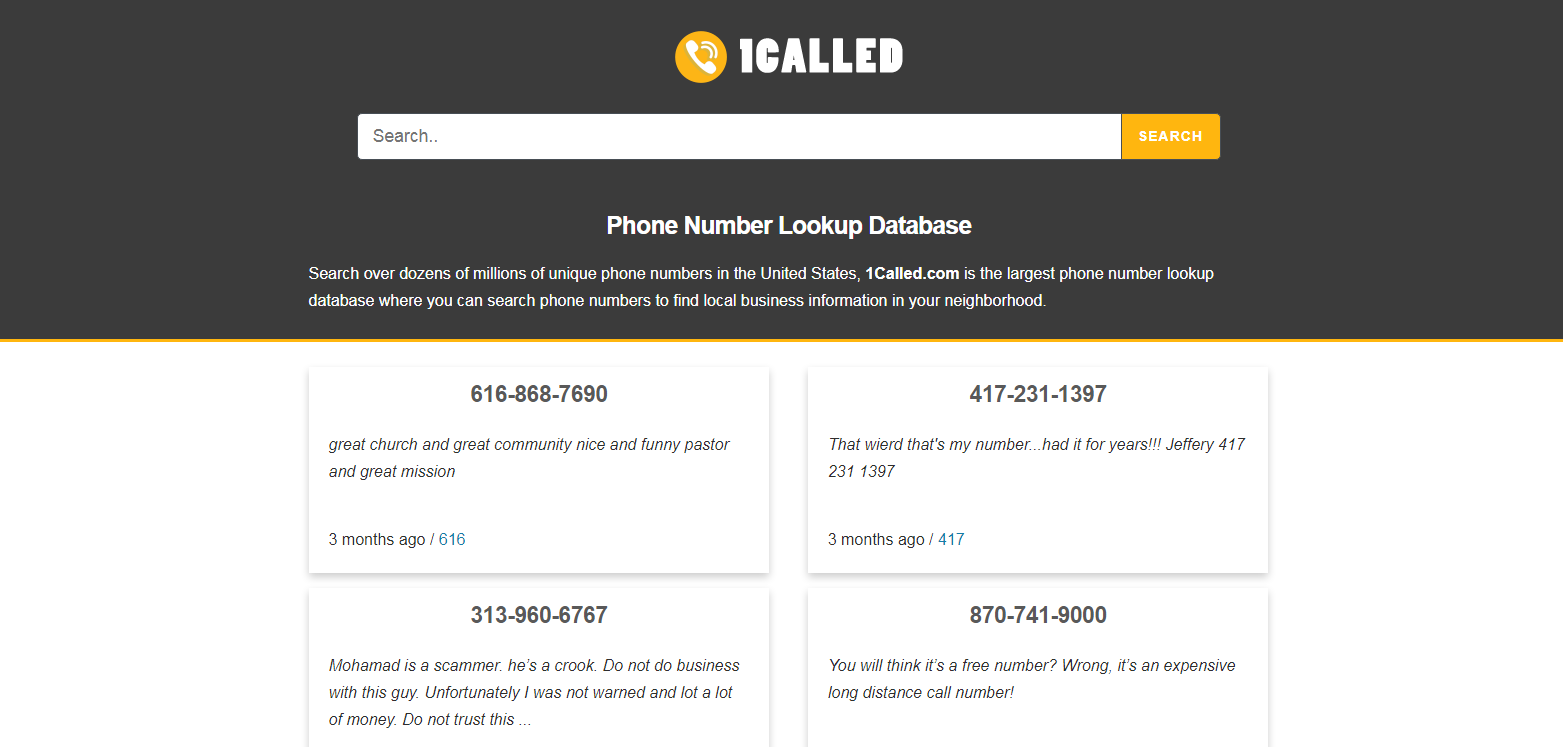 1CALLED
Search..
SEARCH
Phone Number Lookup Database
Search over dozens of millions of unique phone numbers in the United States, 1Called.com is the largest phone number lookup
database where you can search phone numbers to find local business information in your neighborhood.
616-868-7690
great church and great community nice and funny pastor
and great mission
3 months ago / 616
417-231-1397
That wierd that's my number...had it for years!!! Jeffery 417
231 1397
3 months ago / 417
313-960-6767
Mohamad is a scammer. he’s a crook. Do not do business
with this guy. Unfortunately I was not warned and lot a lot
of money. Do not trust this ...
870-741-9000
You will think it’s a free number? Wrong, it’s an expensive
long distance call number!